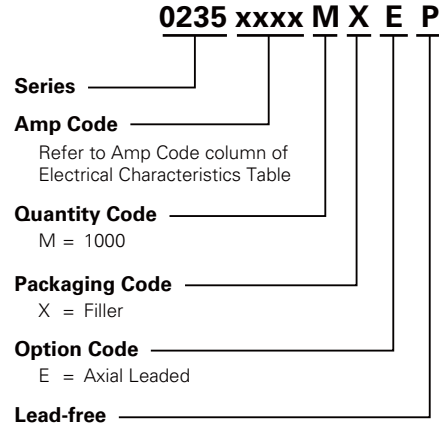 0235 xxxx M X E P
Series
Amp Code
Refer to Amp Code column of
Electrical Characteristics Table
Quantity Code
M = 1000
Packaging Code
X = Filler
Option Code
E = Axial Leaded
Lead-free